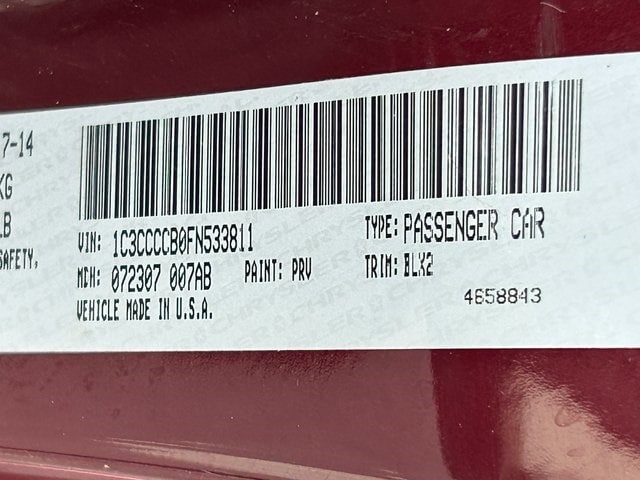 7-14
KG
LB
SAFETY,
VIN: 1C3CCCCB0FN533811
TYPE: PASSENGER CAR
MDH: 072307 007AB
PAINT: PRV
TRIM: BLX2
VEHICLE MADE IN U.S.A.
4658843